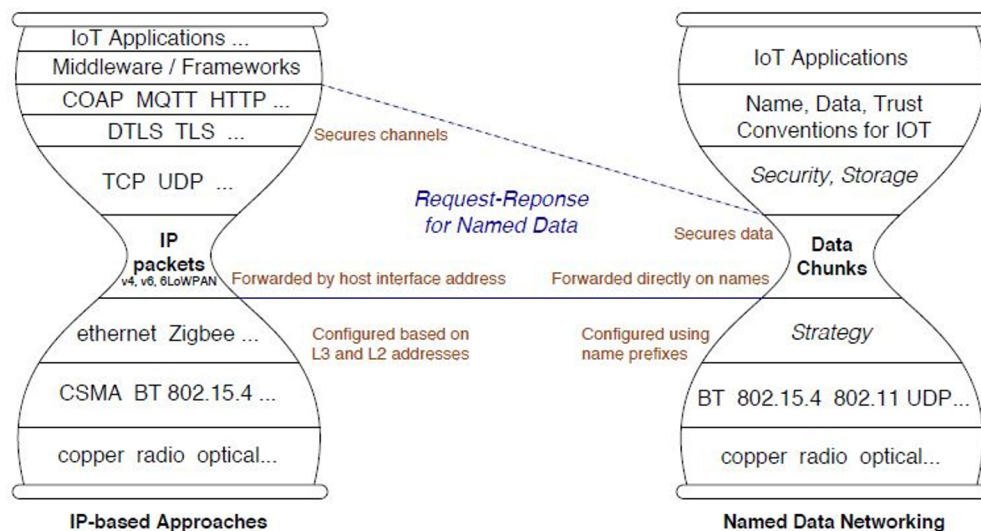 IoT Applications ...
Middleware / Frameworks
COAP MQTT HTTP ...
DTLS TLS ...
TCP UDP ...
IP
packets
v4, v6, 6LoWPAN
ethernet Zigbee ...
CSMA BT 802.15.4 ...
copper radio optical...
IP-based Approaches
Secures channels
Request-Reponse
for Named Data
Secures data
Forwarded by host interface address
Forwarded directly on names
Configured based on
L3 and L2 addresses
Configured using
name prefixes
IoT Applications
Name, Data, Trust
Conventions for IOT
Security, Storage
Data
Chunks
Strategy
BT 802.15.4 802.11 UDP...
copper radio optical...
Named Data Networking